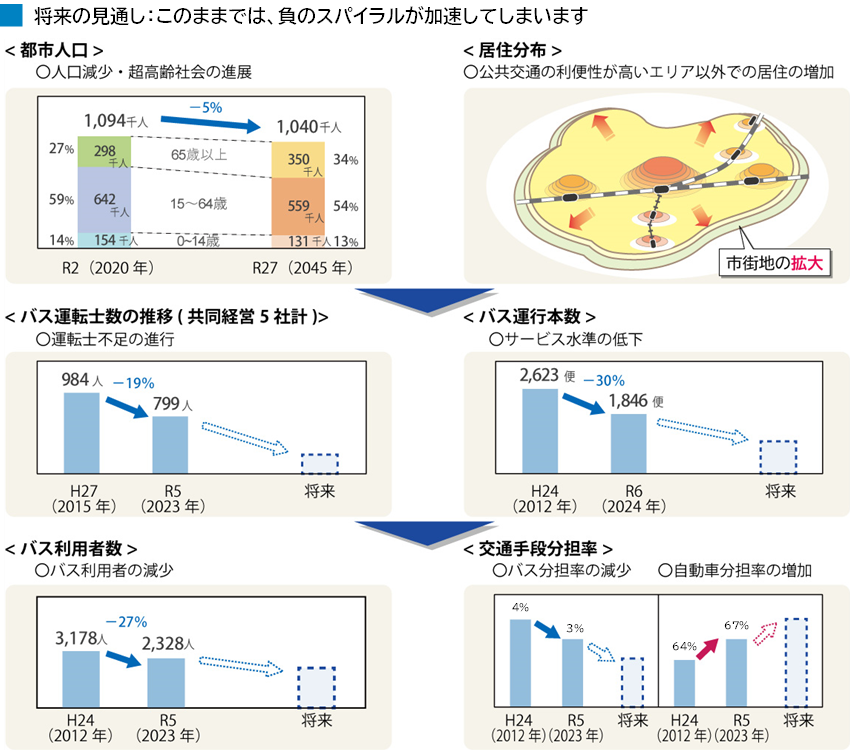 将来の見通し：このままでは、負のスパイラルが加速してしまいます
< 都市人口 >
○人口減少・超高齢社会の進展
1,094千人
−5%
1,040千人
27%
298千人
65歳以上
350千人
34%
59%
642千人
15～64歳
559千人
54%
14%
154千人
0~14歳
131千人
13%
R2（2020年）
R27（2045年）
< 居住分布 >
○公共交通の利便性が高いエリア以外での居住の増加
市街地の拡大
< バス運転士数の推移 ( 共同経営 5 社計 )>
○運転士不足の進行
984人
−19%
799人
H27
（2015年）
R5
（2023年）
将来
< バス運行本数 >
○サービス水準の低下
2,623便
−30%
1,846便
H24
（2012年）
R6
（2024年）
将来
< バス利用者数 >
○バス利用者の減少
3,178人
−27%
2,328人
H24
（2012年）
R5
（2023年）
将来
< 交通手段分担率 >
○バス分担率の減少
4%
3%
H24
（2012年）
R5
（2023年）
将来
○自動車分担率の増加
64%
67%
H24
（2012年）
R5
（2023年）
将来